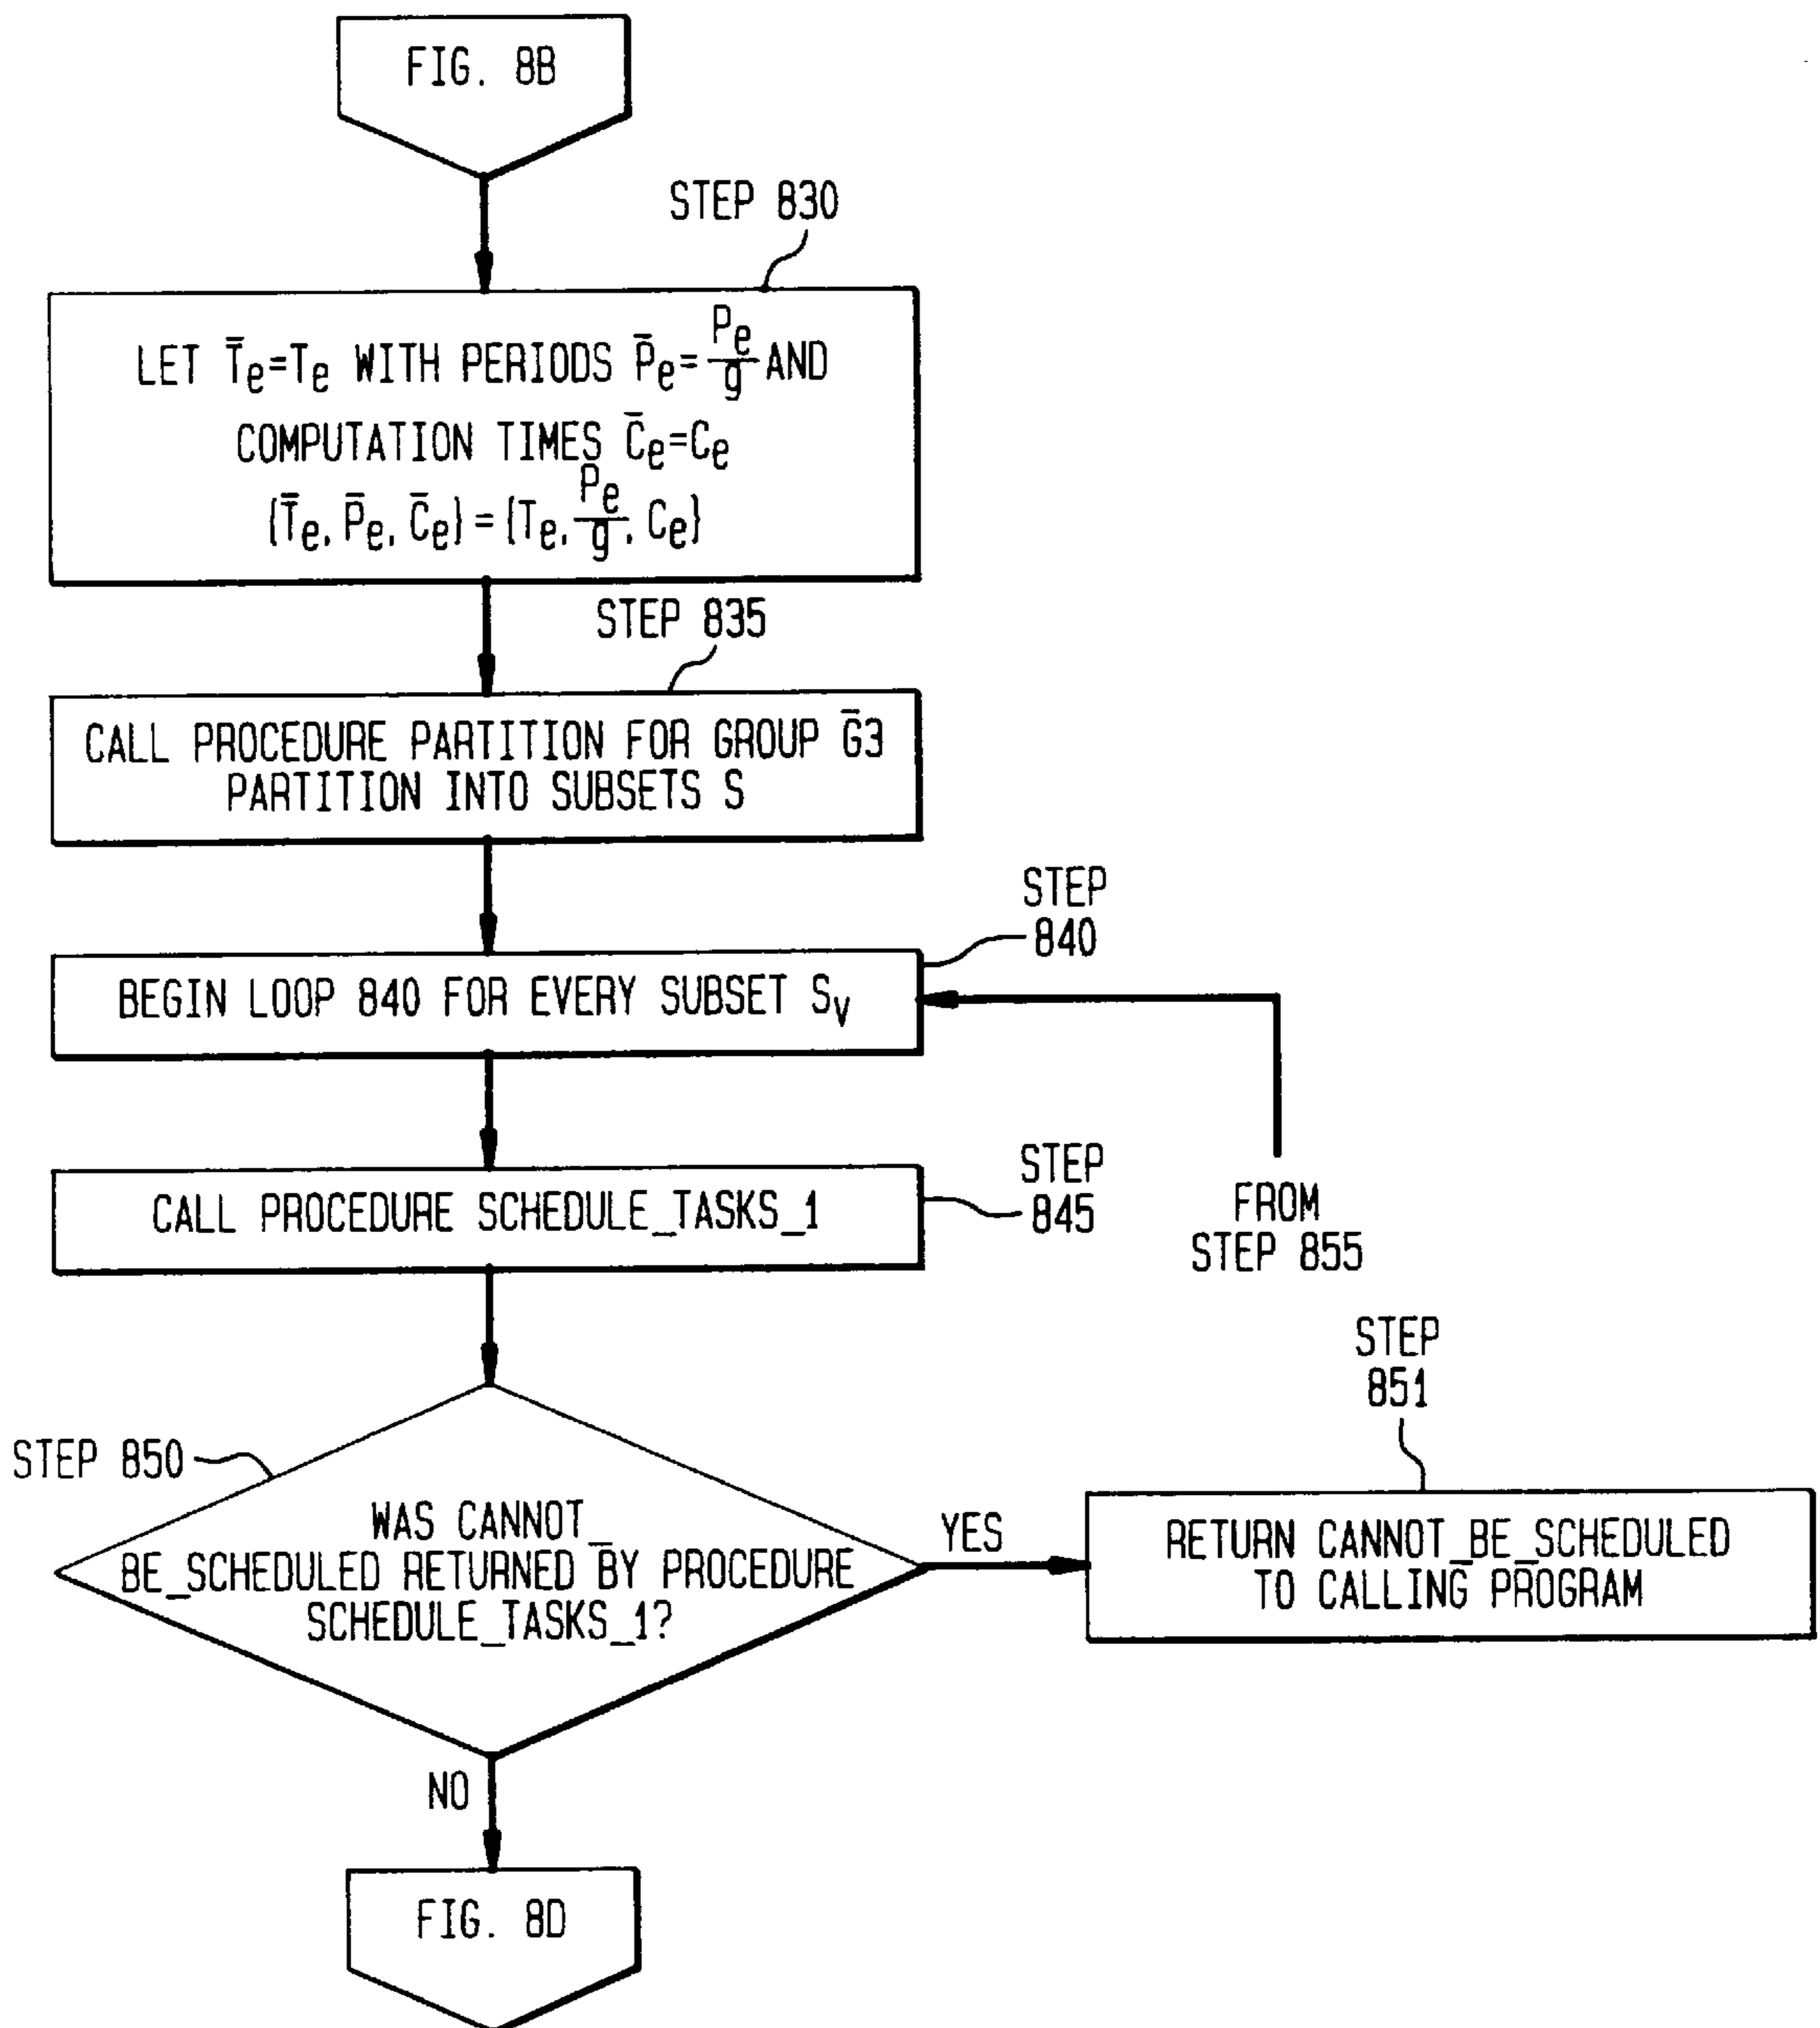 FIG. 8B
STEP 830
LET T̄e=Te WITH PERIODS P̄e=Pe/g AND
COMPUTATION TIMES C̄e=Ce
{T̄e, P̄e, C̄e} = {Te, Pe/g, Ce}
STEP 835
CALL PROCEDURE PARTITION FOR GROUP Ḡ3
PARTITION INTO SUBSETS S
STEP
840
BEGIN LOOP 840 FOR EVERY SUBSET Sv
STEP
845
CALL PROCEDURE SCHEDULE_TASKS_1
FROM
STEP 855
STEP
851
STEP 850
WAS CANNOT_
BE_SCHEDULED RETURNED BY PROCEDURE
SCHEDULE_TASKS_1?
YES
RETURN CANNOT_BE_SCHEDULED
TO CALLING PROGRAM
NO
FIG. 8D